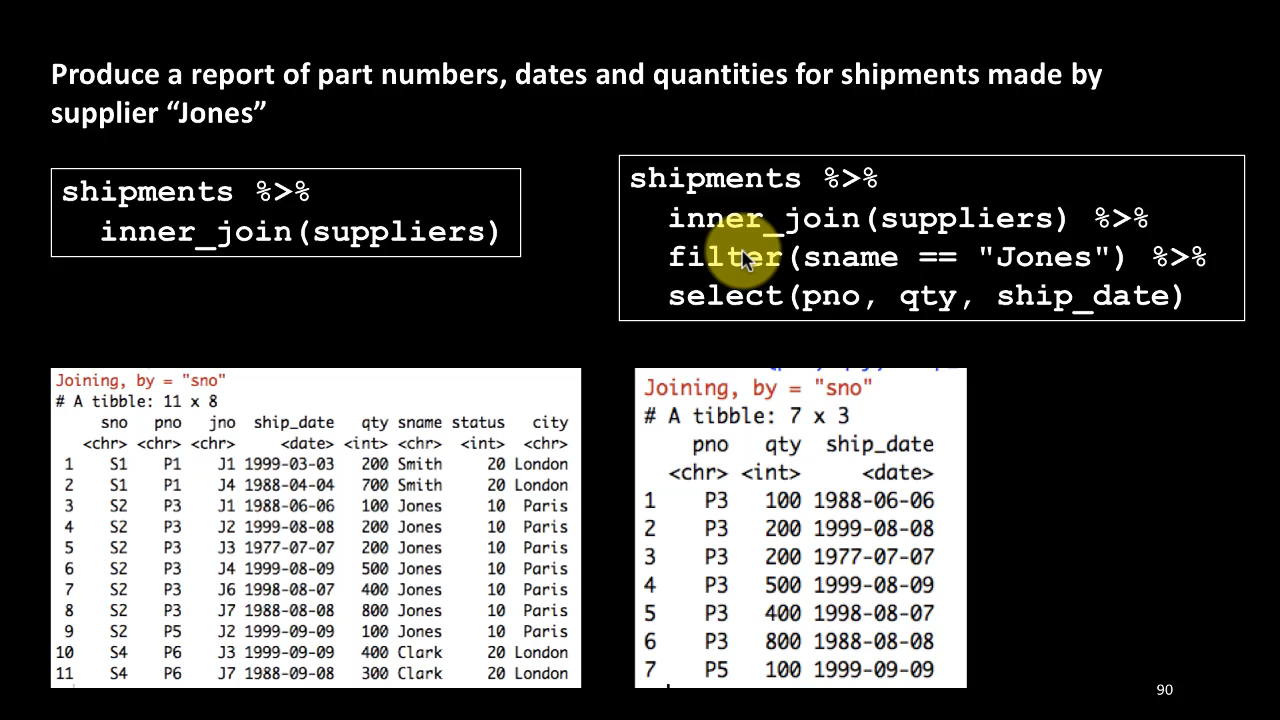 Produce a report of part numbers, dates and quantities for shipments made by
supplier “Jones”
shipments %>%
inner_join(suppliers)
shipments %>%
inner_join(suppliers) %>%
filter(sname == "Jones") %>%
select(pno, qty, ship_date)
Joining, by = "sno"
# A tibble: 11 x 8
sno pno jno ship_date qty sname status city
<chr> <chr> <chr> <date> <int> <chr> <int> <chr>
1 S1 P1 J1 1999-03-03 200 Smith 20 London
2 S1 P1 J4 1988-04-04 700 Smith 20 London
3 S2 P3 J1 1988-06-06 100 Jones 10 Paris
4 S2 P3 J2 1999-08-08 200 Jones 10 Paris
5 S2 P3 J3 1977-07-07 200 Jones 10 Paris
6 S2 P3 J4 1999-08-09 500 Jones 10 Paris
7 S2 P3 J6 1998-08-07 400 Jones 10 Paris
8 S2 P3 J7 1988-08-08 800 Jones 10 Paris
9 S2 P5 J2 1999-09-09 100 Jones 10 Paris
10 S4 P6 J3 1999-09-09 400 Clark 20 London
11 S4 P6 J7 1988-09-08 300 Clark 20 London
Joining, by = "sno"
# A tibble: 7 x 3
pno qty ship_date
<chr> <int> <date>
1 P3 100 1988-06-06
2 P3 200 1999-08-08
3 P3 200 1977-07-07
4 P3 500 1999-08-09
5 P3 400 1998-08-07
6 P3 800 1988-08-08
7 P5 100 1999-09-09
90